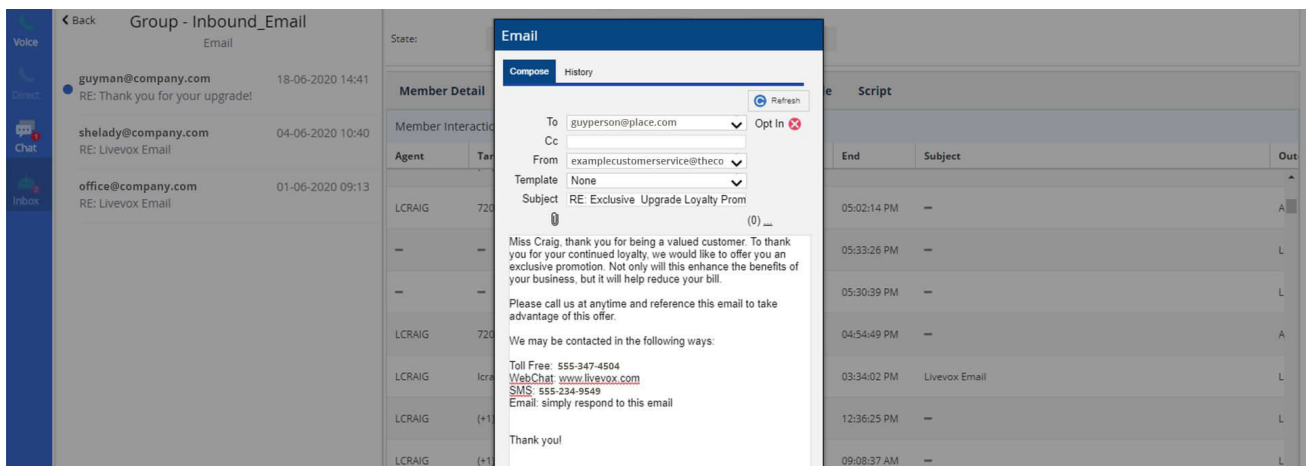 Voice
Direct
Chat
Inbox
Back
Group - Inbound_Email
Email
guyman@company.com 18-06-2020 14:41
RE: Thank you for your upgrade!
shelady@company.com 04-06-2020 10:40
RE: Livevox Email
office@company.com 01-06-2020 09:13
RE: Livevox Email
State:
Member Detail
Script
Member Interactio
Agent Tar End Subject Out
LCRAIG 720 05:02:14 PM — A
— — 05:33:26 PM — L
— — 05:30:39 PM — L
LCRAIG 720 04:54:49 PM — A
LCRAIG lcra 03:34:02 PM Livevox Email L
LCRAIG (+1) 12:36:25 PM — L
LCRAIG (+1) 09:08:37 AM — L
Email
Compose History
Refresh
To guyperson@place.com Opt In
Cc
From examplecustomerservice@theco
Template None
Subject RE: Exclusive Upgrade Loyalty Prom
(0) ...
Miss Craig, thank you for being a valued customer. To thank
you for your continued loyalty, we would like to offer you an
exclusive promotion. Not only will this enhance the benefits of
your business, but it will help reduce your bill.
Please call us at anytime and reference this email to take
advantage of this offer.
We may be contacted in the following ways:
Toll Free: 555-347-4504
WebChat: www.livevox.com
SMS: 555-234-9549
Email: simply respond to this email
Thank you!